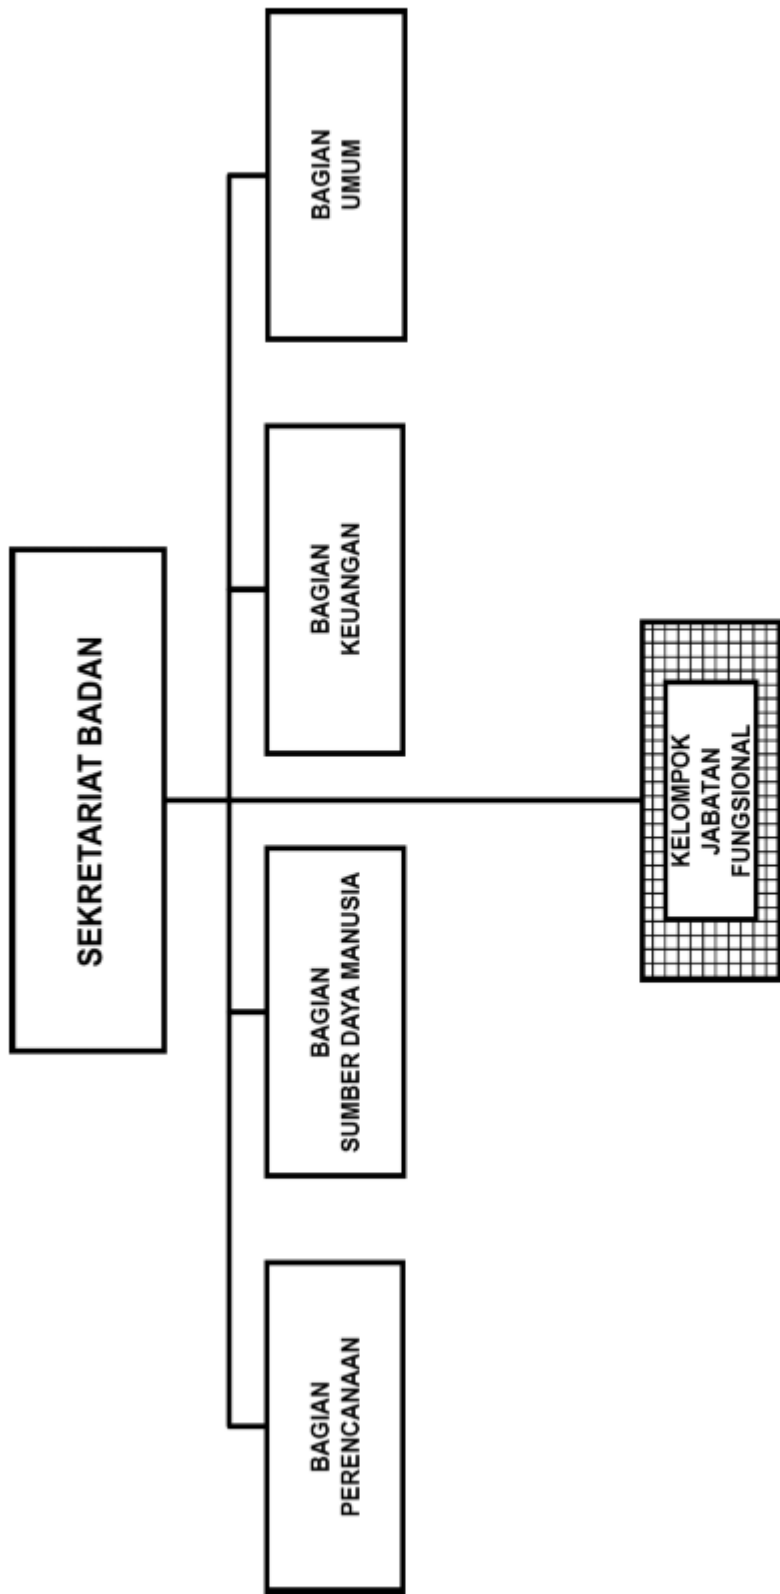 SEKRETARIAT BADAN
BAGIAN
PERENCANAAN
BAGIAN
SUMBER DAYA MANUSIA
BAGIAN
KEUANGAN
BAGIAN
UMUM
KELOMPOK
JABATAN
FUNGSIONAL